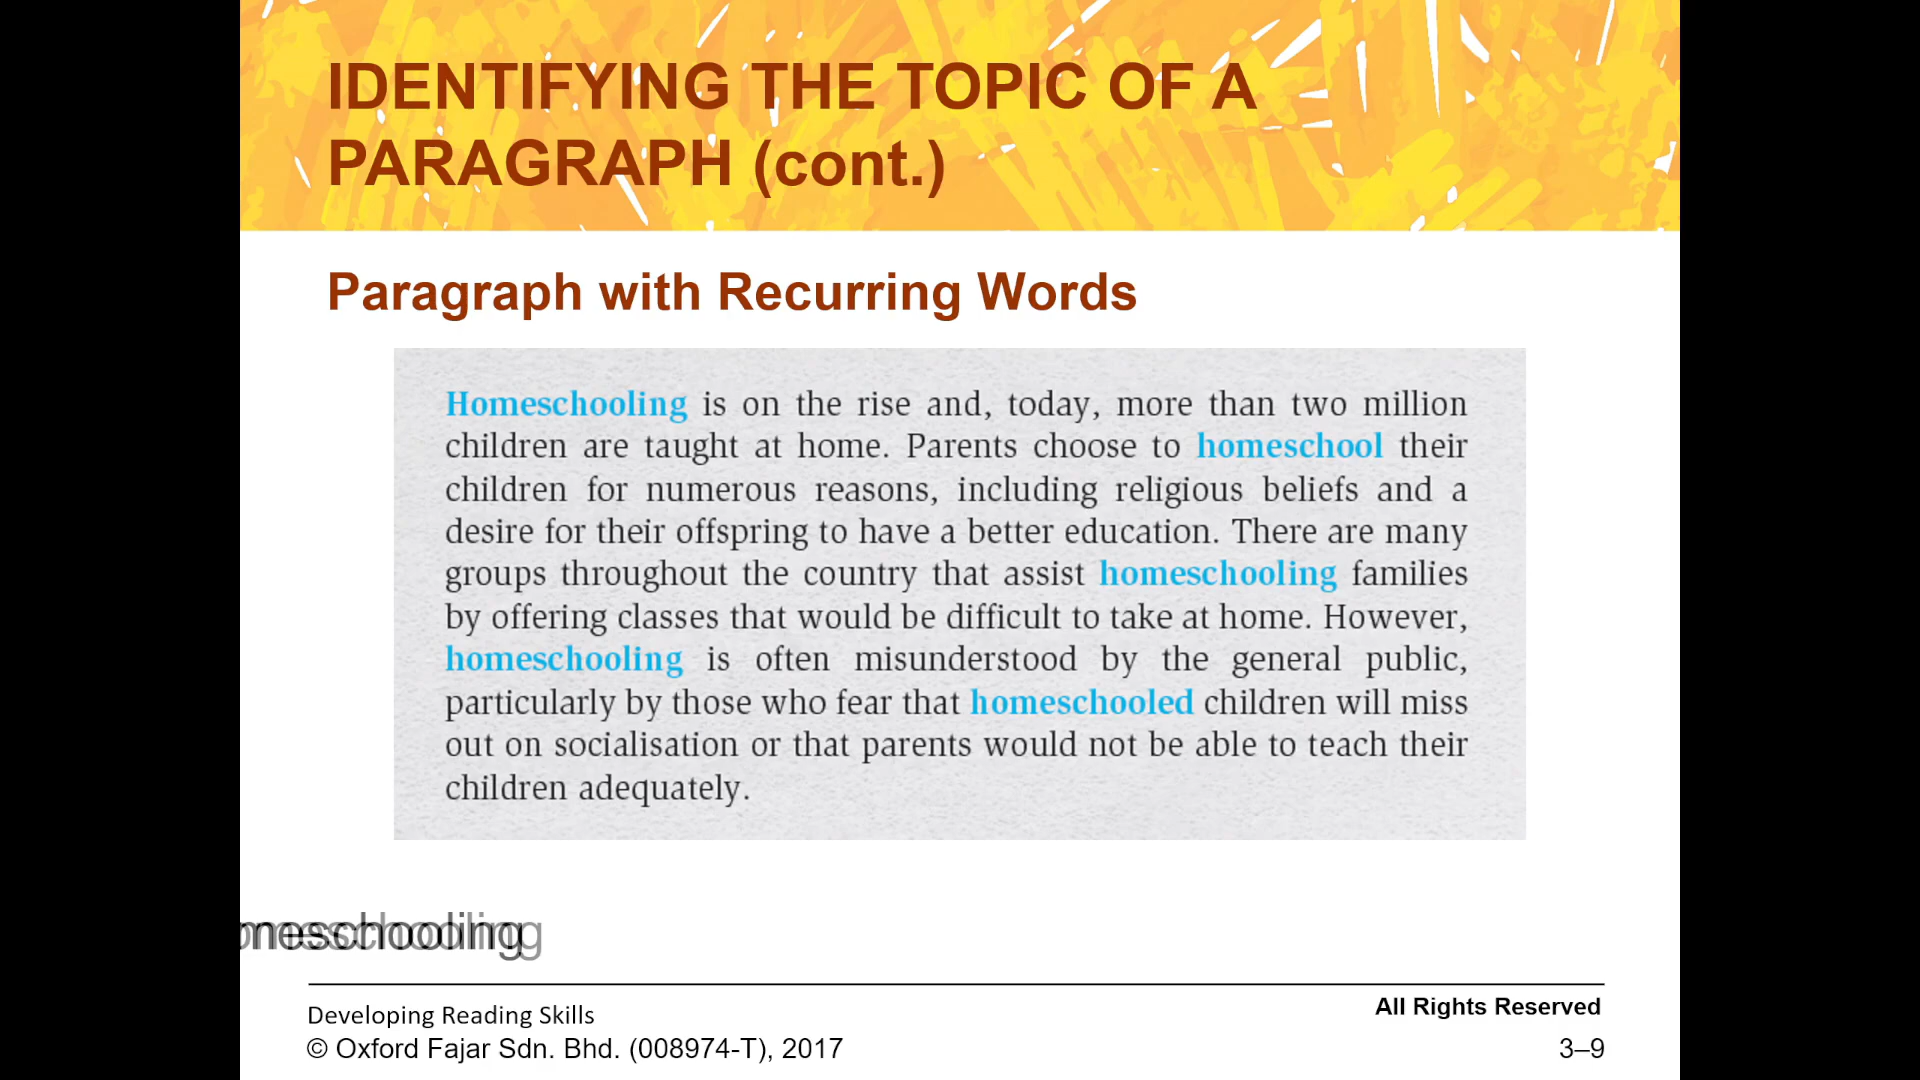 IDENTIFYING THE TOPIC OF A
PARAGRAPH (cont.)
Paragraph with Recurring Words
Homeschooling is on the rise and, today, more than two million
children are taught at home. Parents choose to homeschool their
children for numerous reasons, including religious beliefs and a
desire for their offspring to have a better education. There are many
groups throughout the country that assist homeschooling families
by offering classes that would be difficult to take at home. However,
homeschooling is often misunderstood by the general public,
particularly by those who fear that homeschooled children will miss
out on socialisation or that parents would not be able to teach their
children adequately.
Developing Reading Skills
© Oxford Fajar Sdn. Bhd. (008974-T), 2017
All Rights Reserved
3–9